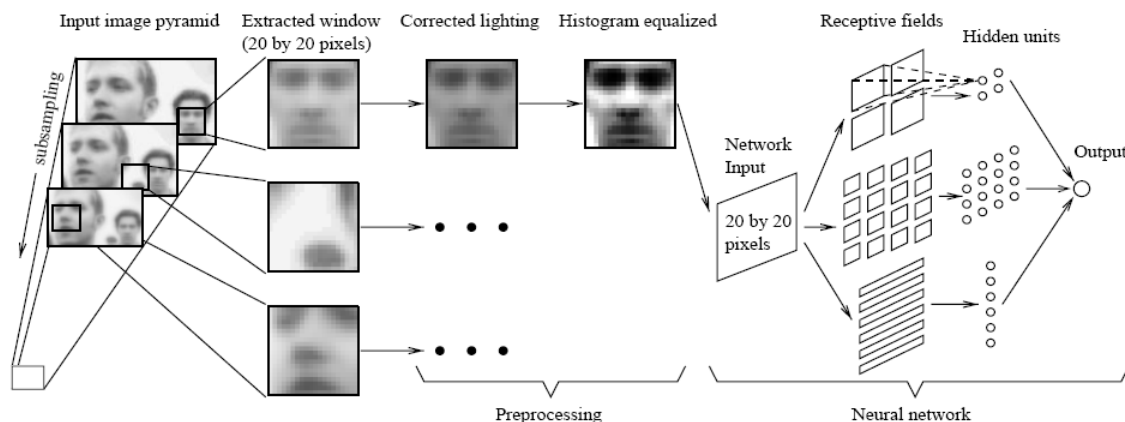 Input image pyramid
Extracted window
(20 by 20 pixels)
Corrected lighting
Histogram equalized
Receptive fields
Hidden units
subsampling
Network
Input
Output
20 by 20
pixels
Preprocessing
Neural network